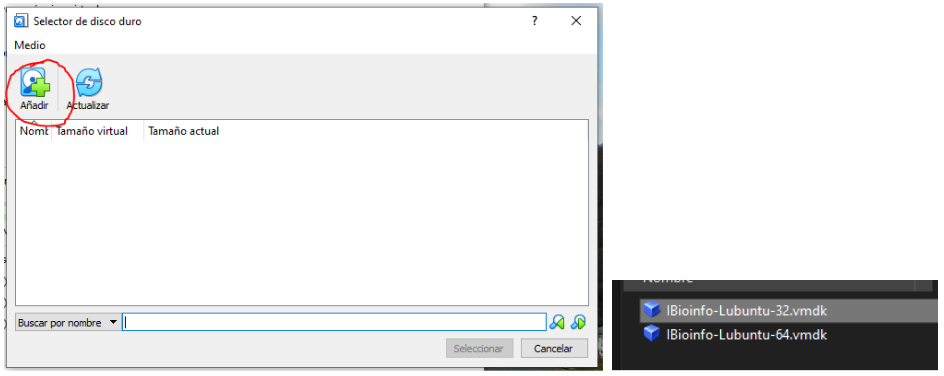 Selector de disco duro
Medio
Añadir
Actualizar
Nomb Tamaño virtual Tamaño actual
Buscar por nombre
Seleccionar Cancelar
Nombre
IBioinfo-Lubuntu-32.vmdk
IBioinfo-Lubuntu-64.vmdk